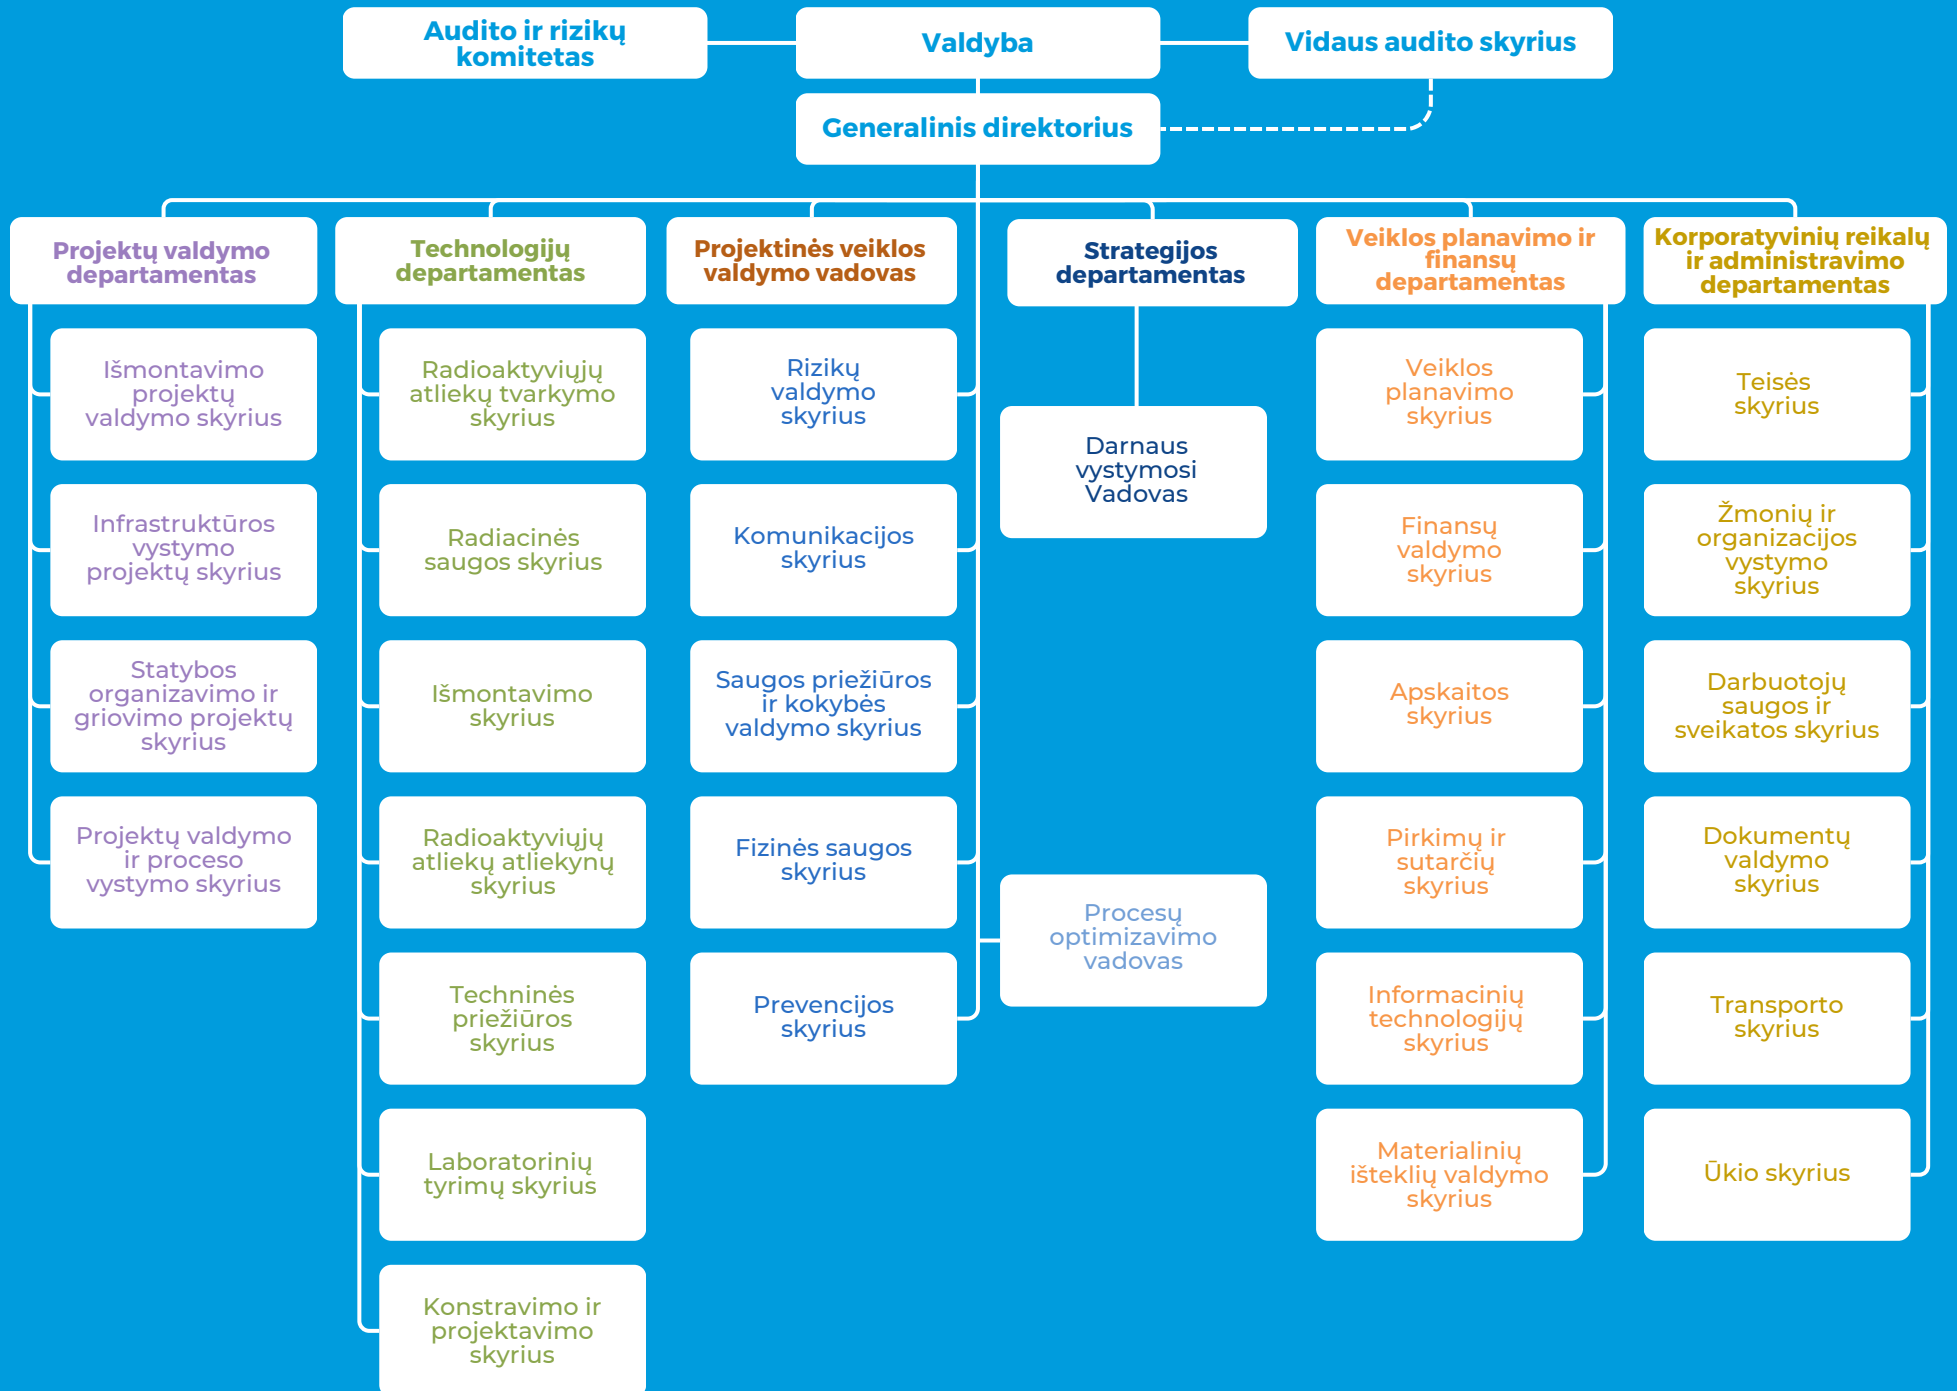 Audito ir rizikų
komitetas
Valdyba
Vidaus audito skyrius
Generalinis direktorius
Projektų valdymo
departamentas
Technologijų
departamentas
Projektinės veiklos
valdymo vadovas
Strategijos
departamentas
Veiklos planavimo ir
finansų
departamentas
Korporatyvinių reikalų
ir administravimo
departamentas
Išmontavimo
projektų
valdymo skyrius
Infrastruktūros
vystymo
projektų skyrius
Statybos
organizavimo ir
griovimo projektų
skyrius
Projektų valdymo
ir proceso
vystymo skyrius
Radioaktyviųjų
atliekų tvarkymo
skyrius
Radiacinės
saugos skyrius
Išmontavimo
skyrius
Radioaktyviųjų
atliekų atliekynų
skyrius
Techninės
priežiūros
skyrius
Laboratorinių
tyrimų skyrius
Konstravimo ir
projektavimo
skyrius
Rizikų
valdymo
skyrius
Komunikacijos
skyrius
Saugos priežiūros
ir kokybės
valdymo skyrius
Fizinės saugos
skyrius
Prevencijos
skyrius
Darnaus
vystymosi
Vadovas
Procesų
optimizavimo
vadovas
Veiklos
planavimo
skyrius
Finansų
valdymo
skyrius
Apskaitos
skyrius
Pirkimų ir
sutarčių
skyrius
Informacinių
technologijų
skyrius
Materialinių
išteklių valdymo
skyrius
Teisės
skyrius
Žmonių ir
organizacijos
vystymo
skyrius
Darbuotojų
saugos ir
sveikatos skyrius
Dokumentų
valdymo
skyrius
Transporto
skyrius
Ūkio skyrius